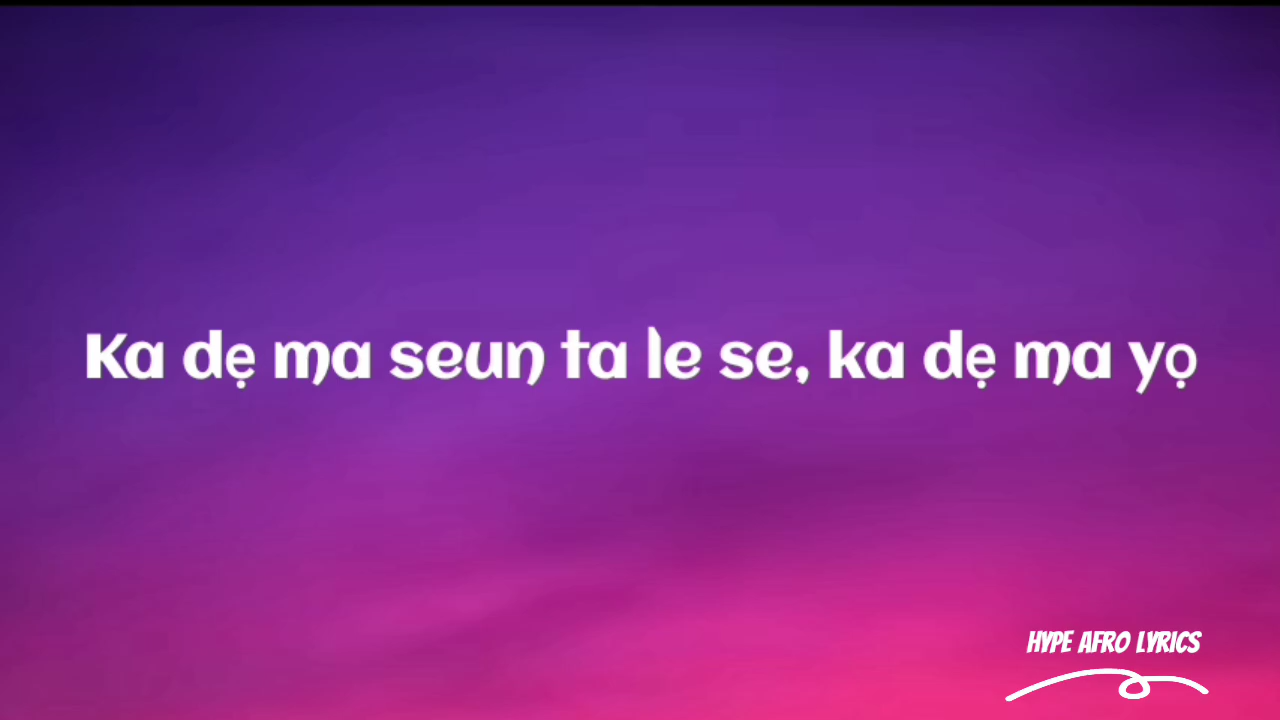 Ka dẹ ma seun ta le se, ka dẹ ma yọ
HYPE AFRO LYRICS